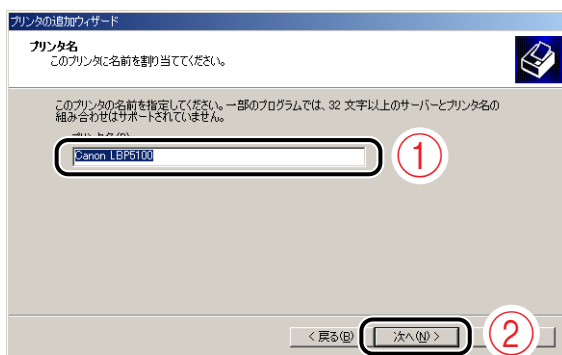 プリンタの追加ウィザード
プリンタ名
このプリンタに名前を割り当ててください。
このプリンタの名前を指定してください。一部のプログラムでは、32 文字以上のサーバーとプリンタ名の
組み合わせはサポートされていません。
プリンタ名(P)
Canon LBP5100
①
< 戻る(B)
次へ(N) >
②